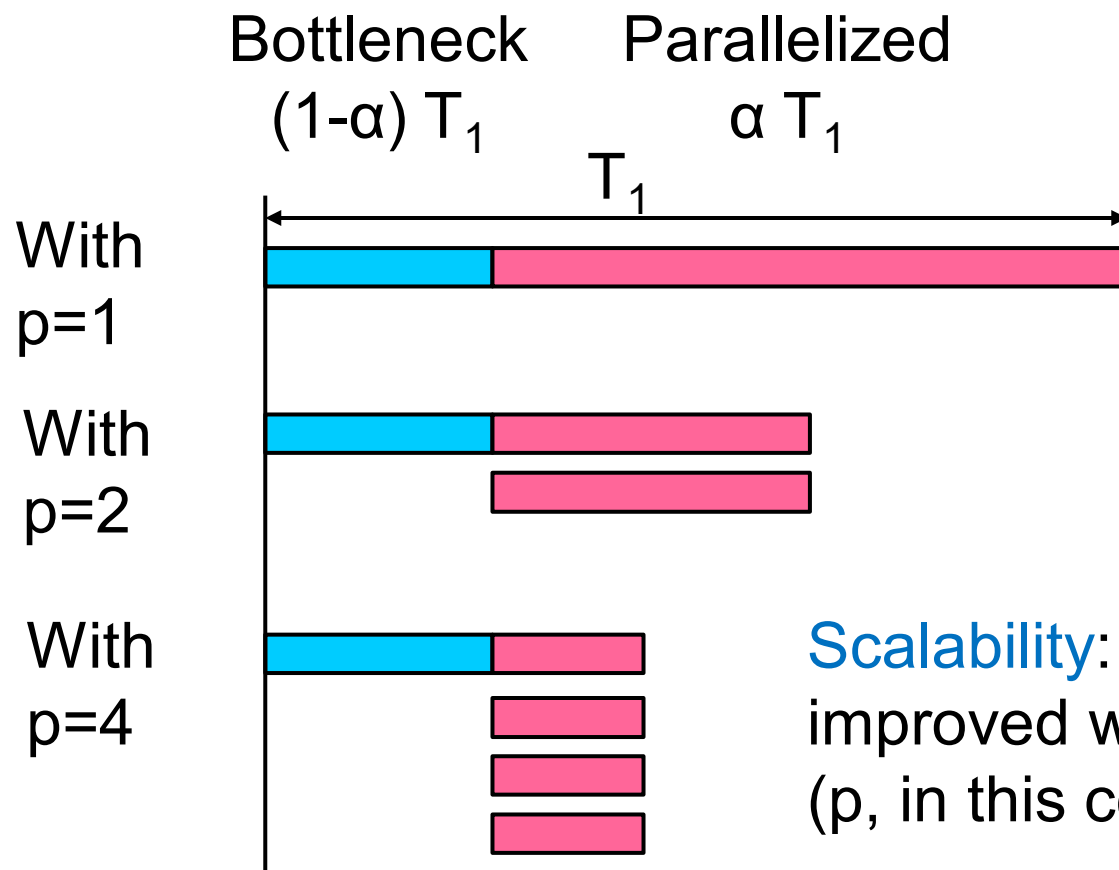 Bottleneck Parallelized
(1-α) T₁ α T₁
T₁
With
p=1
With
p=2
With
p=4
Scalability:
improved
(p, in this